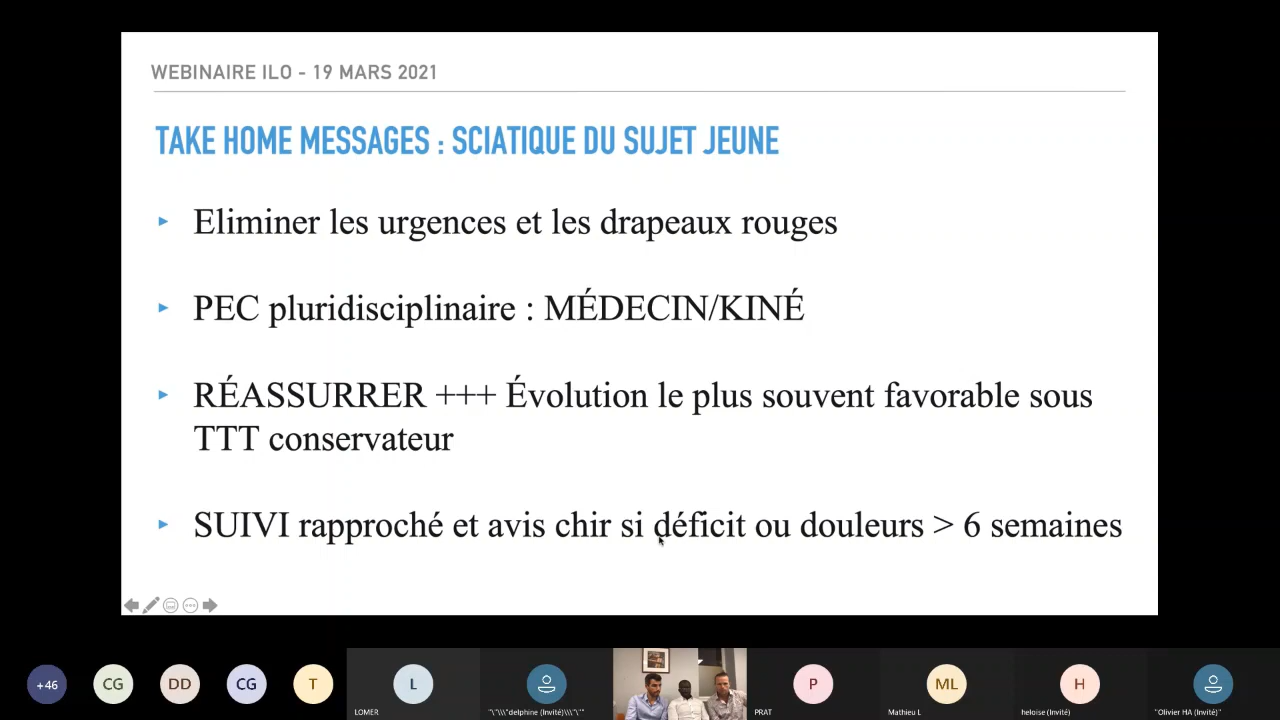 WEBINAIRE ILO - 19 MARS 2021
TAKE HOME MESSAGES : SCIATIQUE DU SUJET JEUNE
Eliminer les urgences et les drapeaux rouges
PEC pluridisciplinaire : MÉDECIN/KINÉ
RÉASSURRER +++ Évolution le plus souvent favorable sous
TTT conservateur
SUIVI rapproché et avis chir si déficit ou douleurs > 6 semaines
+46
CG
DD
CG
T
L
P
ML
H
LOMER
"\"\\"delphine (Invité)\\\"\""
PRAT
Mathieu L
heloise (Invité)
"Olivier HA (Invité)"